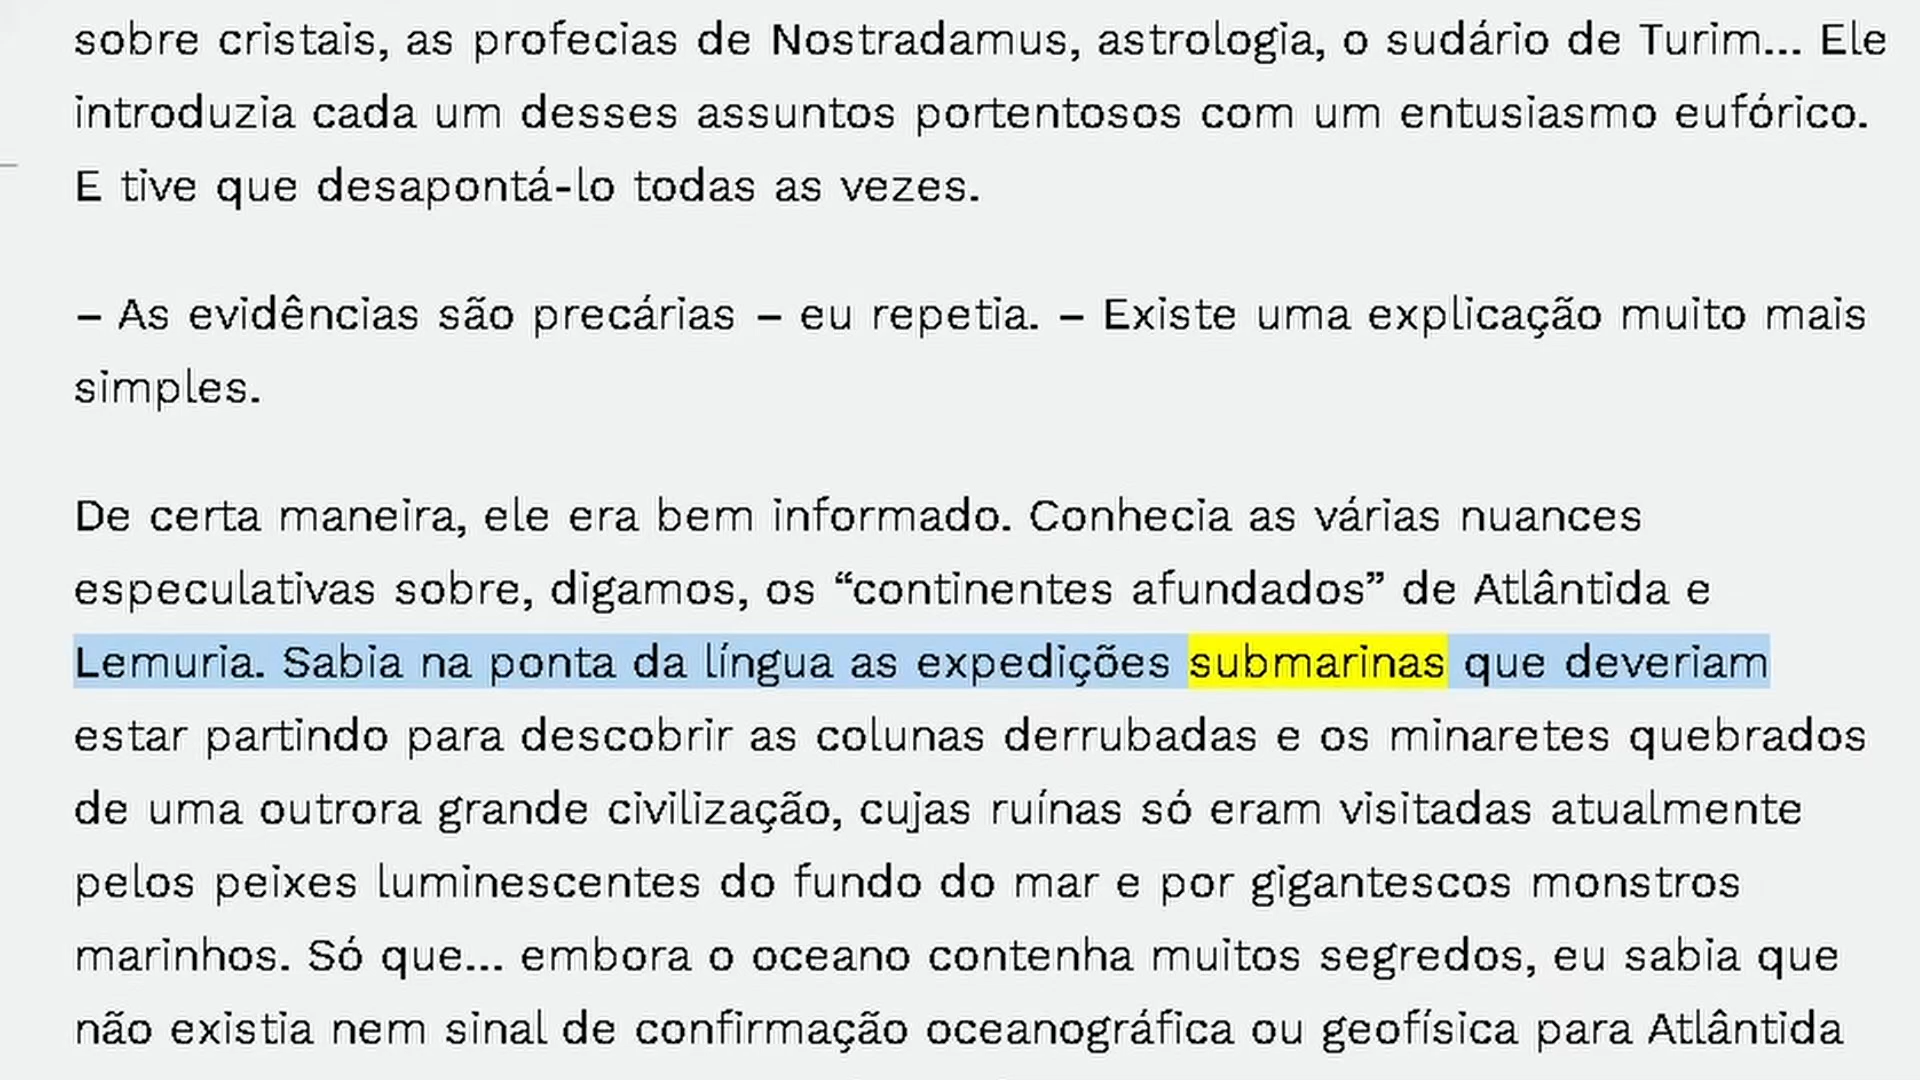 sobre cristais, as profecias de Nostradamus, astrologia, o sudário de Turim... Ele
introduzia cada um desses assuntos portentosos com um entusiasmo eufórico.
E tive que desapontá-lo todas as vezes.
– As evidências são precárias – eu repetia. – Existe uma explicação muito mais
simples.
De certa maneira, ele era bem informado. Conhecia as várias nuances
especulativas sobre, digamos, os “continentes afundados” de Atlântida e
Lemuria. Sabia na ponta da língua as expedições submarinas que deveriam
estar partindo para descobrir as colunas derrubadas e os minaretes quebrados
de uma outrora grande civilização, cujas ruínas só eram visitadas atualmente
pelos peixes luminescentes do fundo do mar e por gigantescos monstros
marinhos. Só que... embora o oceano contenha muitos segredos, eu sabia que
não existia nem sinal de confirmação oceanográfica ou geofísica para Atlântida